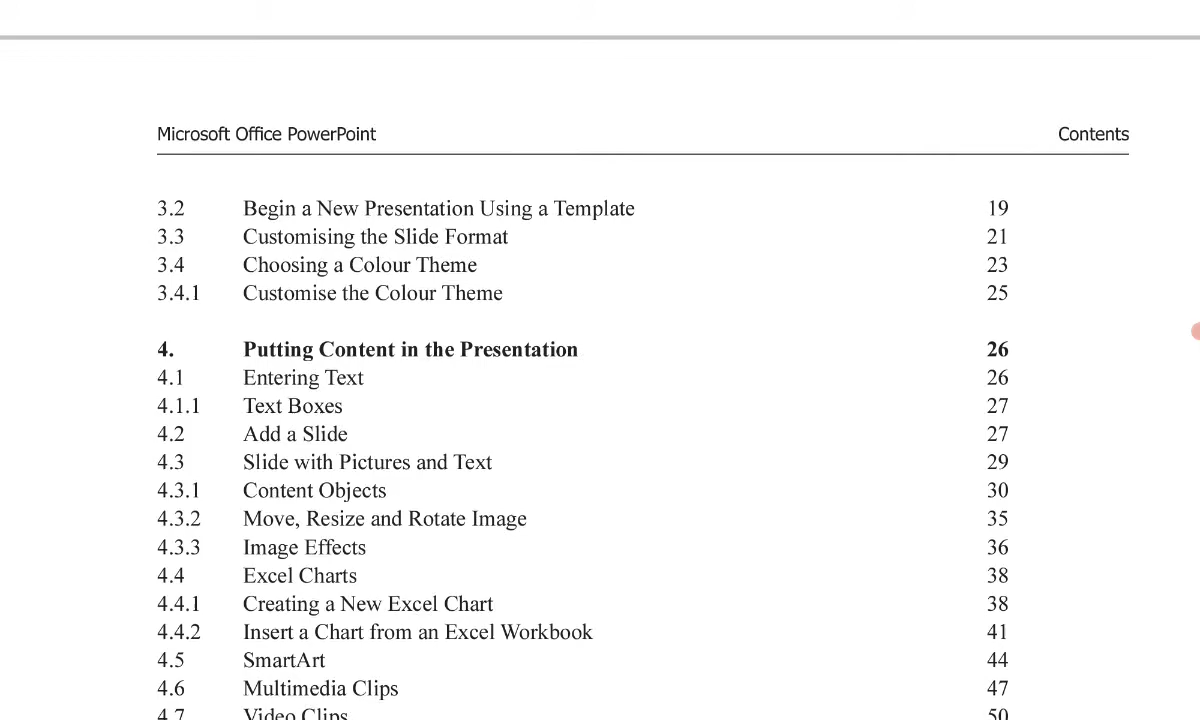 Microsoft Office PowerPoint Contents
3.2 Begin a New Presentation Using a Template 19
3.3 Customising the Slide Format 21
3.4 Choosing a Colour Theme 23
3.4.1 Customise the Colour Theme 25
4. Putting Content in the Presentation 26
4.1 Entering Text 26
4.1.1 Text Boxes 27
4.2 Add a Slide 27
4.3 Slide with Pictures and Text 29
4.3.1 Content Objects 30
4.3.2 Move, Resize and Rotate Image 35
4.3.3 Image Effects 36
4.4 Excel Charts 38
4.4.1 Creating a New Excel Chart 38
4.4.2 Insert a Chart from an Excel Workbook 41
4.5 SmartArt 44
4.6 Multimedia Clips 47
4.7 Video Clips 50